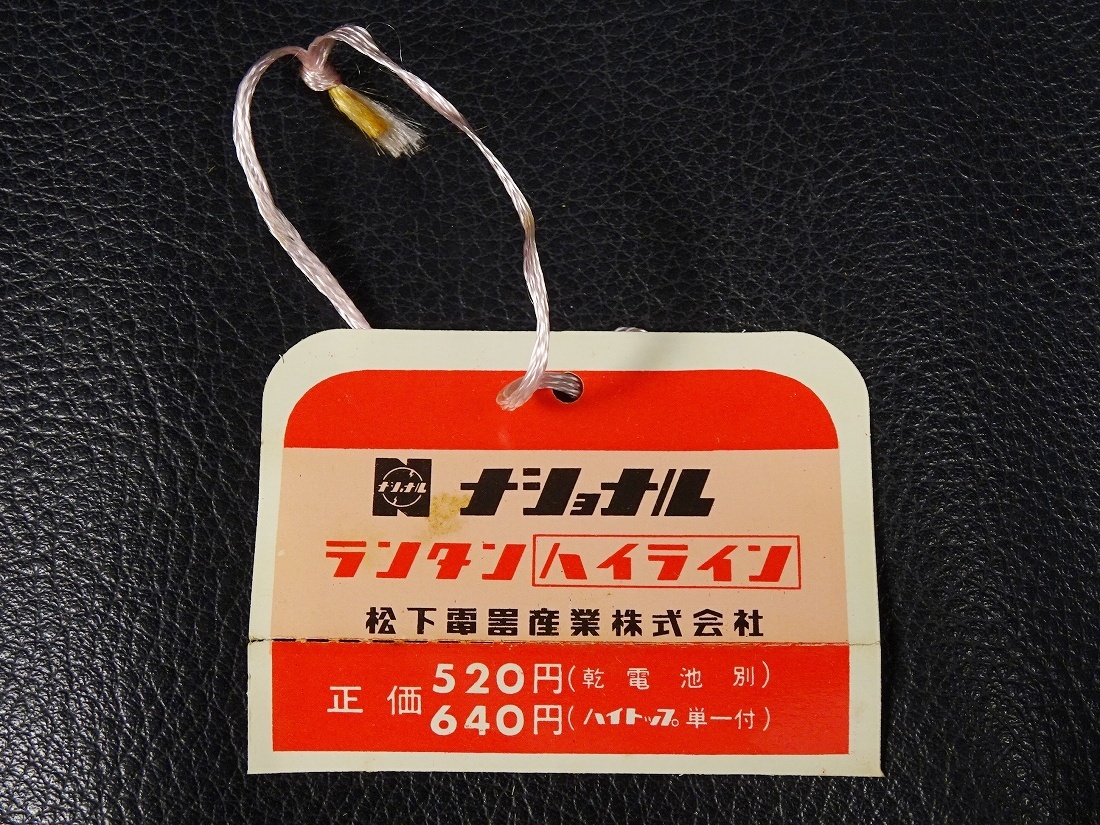 ナショナル ナショナル
ランタン ハイライン
松下電器産業株式会社
正価 520円(乾電池別)
640円(ハイトップ。単一付)